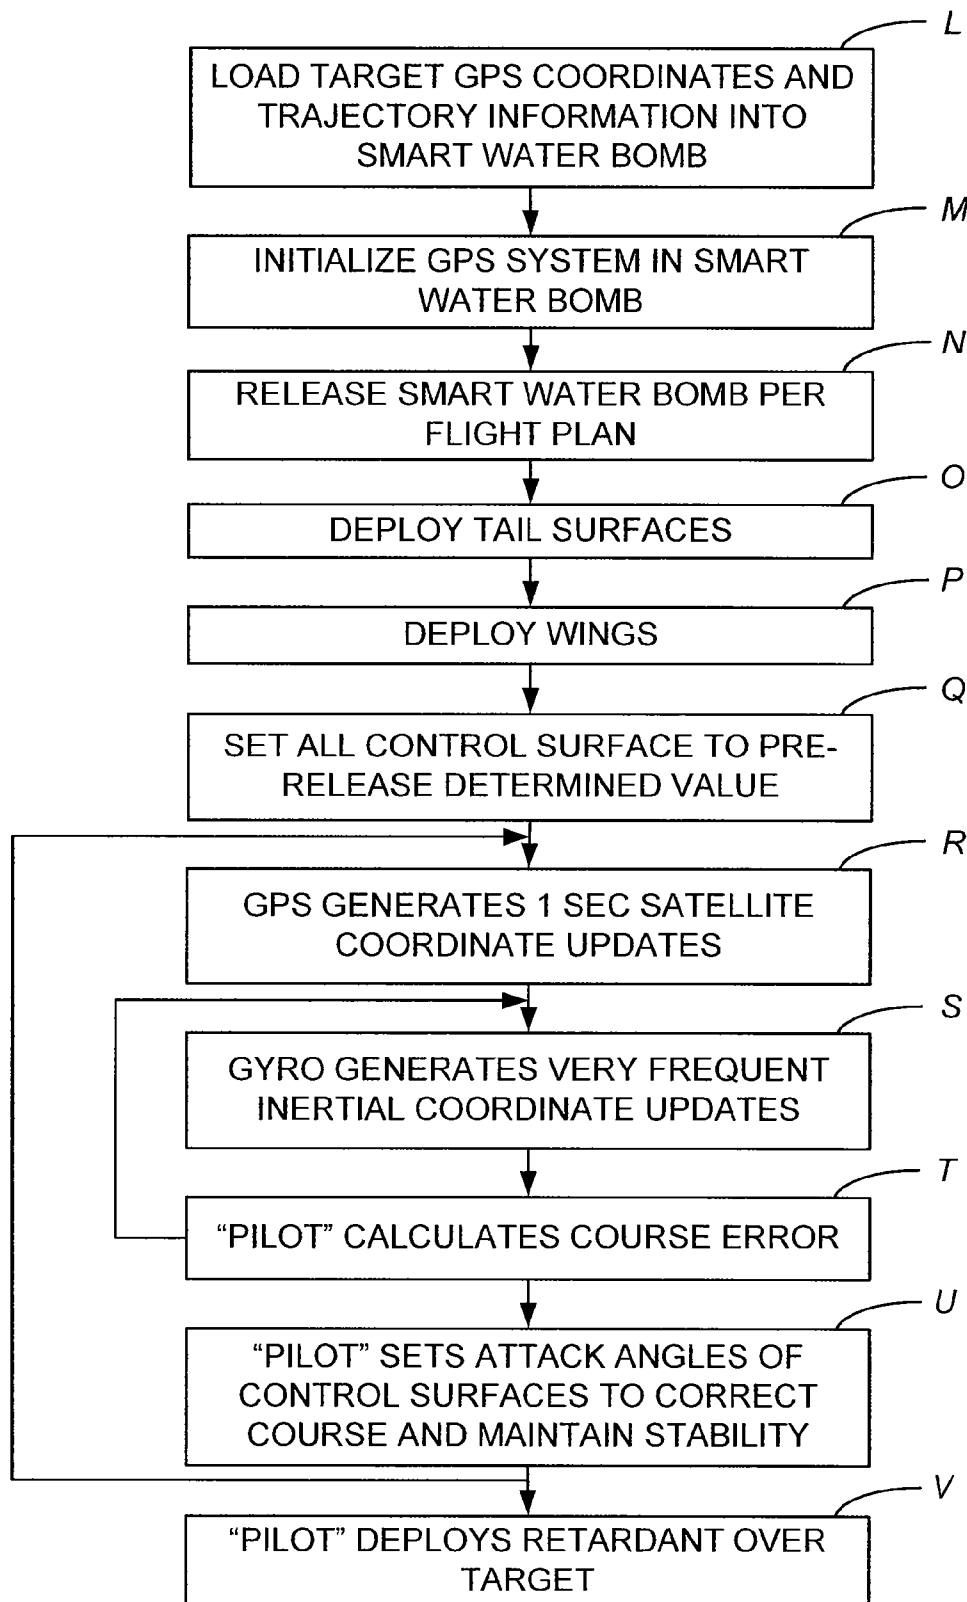 L
LOAD TARGET GPS COORDINATES AND
TRAJECTORY INFORMATION INTO
SMART WATER BOMB
M
INITIALIZE GPS SYSTEM IN SMART
WATER BOMB
N
RELEASE SMART WATER BOMB PER
FLIGHT PLAN
O
DEPLOY TAIL SURFACES
P
DEPLOY WINGS
Q
SET ALL CONTROL SURFACE TO PRE-
RELEASE DETERMINED VALUE
R
GPS GENERATES 1 SEC SATELLITE
COORDINATE UPDATES
S
GYRO GENERATES VERY FREQUENT
INERTIAL COORDINATE UPDATES
T
“PILOT” CALCULATES COURSE ERROR
U
“PILOT” SETS ATTACK ANGLES OF
CONTROL SURFACES TO CORRECT
COURSE AND MAINTAIN STABILITY
V
“PILOT” DEPLOYS RETARDANT OVER
TARGET